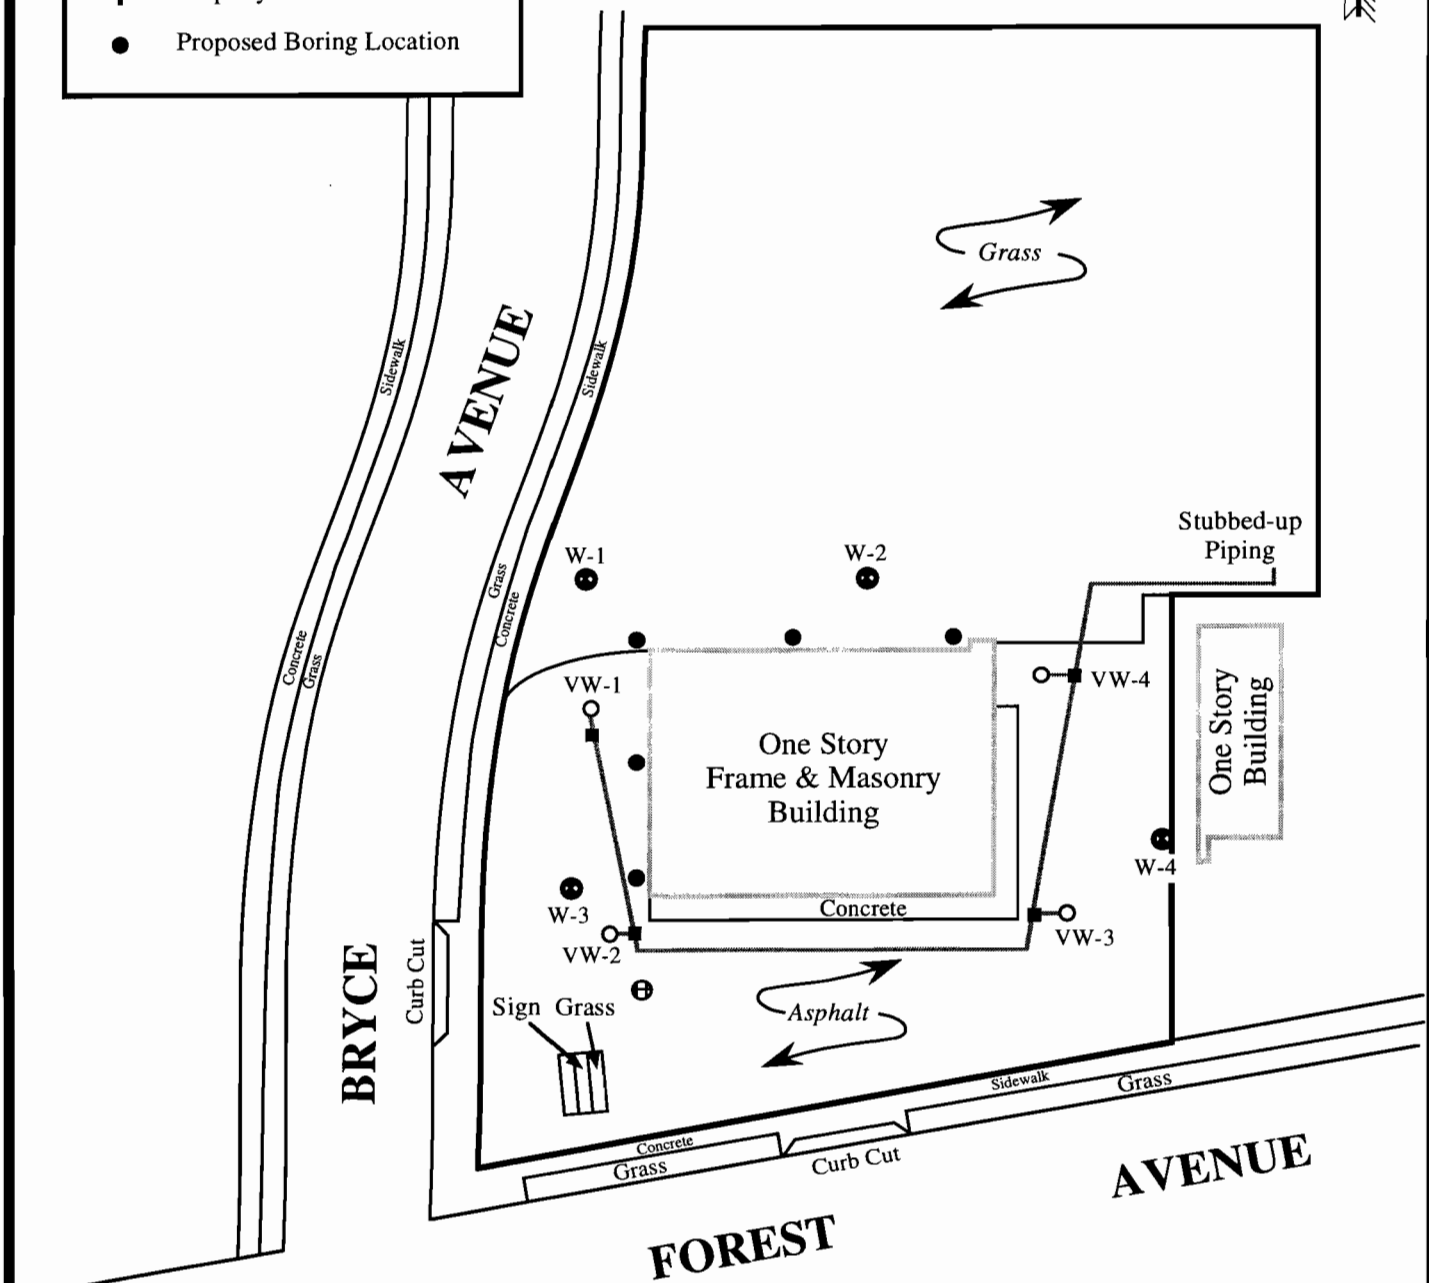 Proposed Boring Location
Grass
Sidewalk
Sidewalk
AVENUE
Stubbed-up
Piping
W-1
W-2
Grass
Concrete
Concrete
Grass
VW-1
VW-4
One Story
Building
One Story
Frame & Masonry
Building
W-4
W-3
Concrete
VW-2
VW-3
BRYCE
Curb Cut
Sign Grass
Asphalt
Sidewalk
Grass
Concrete
Grass
Curb Cut
AVENUE
FOREST